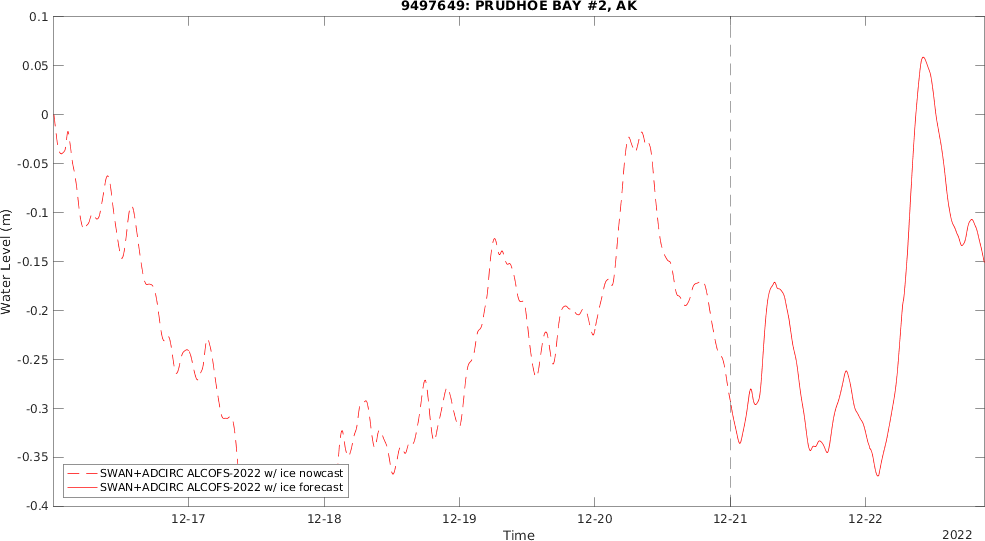 9497649: PRUDHOE BAY #2, AK
0.1
0.05
0
-0.05
-0.1
-0.15
-0.2
-0.25
-0.3
-0.35
-0.4
Water Level (m)
SWAN+ADCIRC ALCOFS-2022 w/ ice nowcast
SWAN+ADCIRC ALCOFS-2022 w/ ice forecast
12-17 12-18 12-19 12-20 12-21 12-22
Time
2022